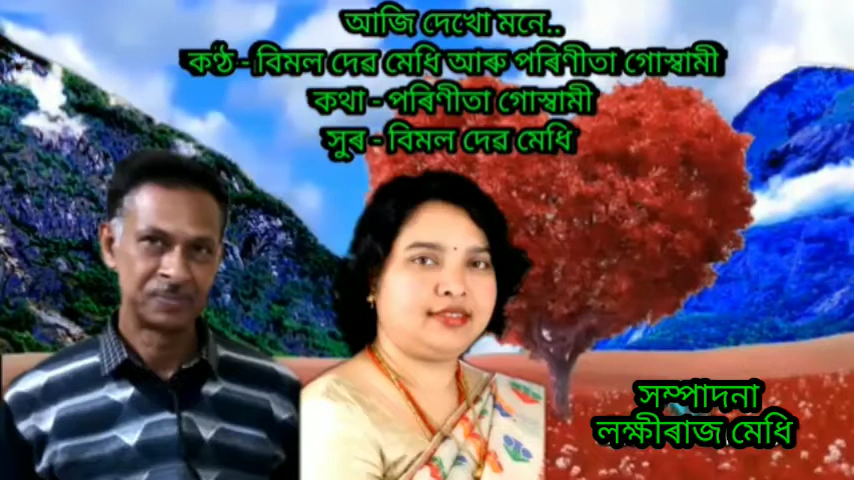 আজি দেখো মনে..
কণ্ঠ - বিমল দেৱ মেধি আৰু পৰিণীতা গোস্বামী
কথা - পৰিণীতা গোস্বামী
সুৰ - বিমল দেৱ মেধি
সম্পাদনা
লক্ষীৰাজ মেধি